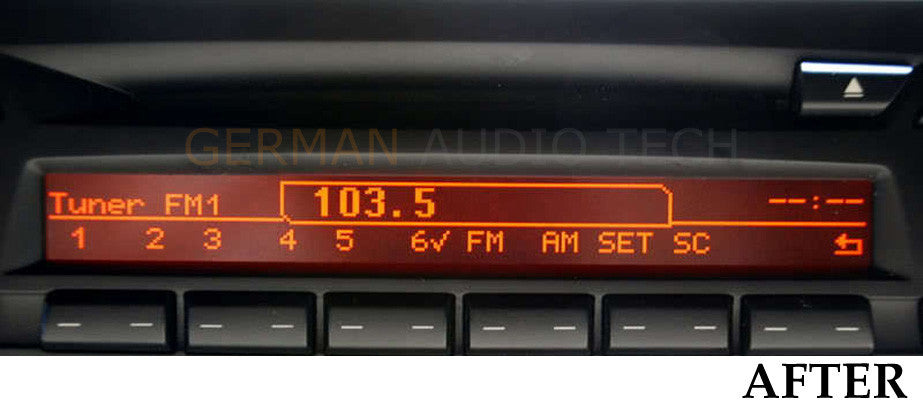 GERMAN AUDIO TECH
Tuner FM1 103.5 --:--
1 2 3 4 5 6✓ FM AM SET SC
AFTER